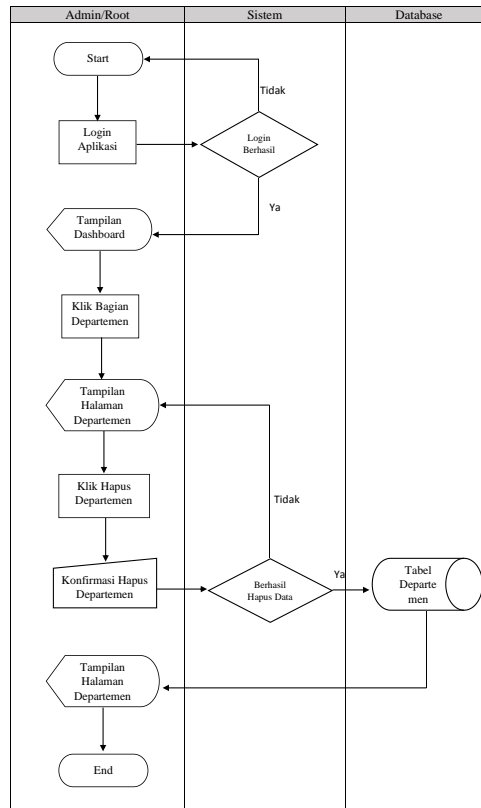 Admin/Root
Sistem
Database
Start
Tidak
Login
Aplikasi
Login
Berhasil
Ya
Tampilan
Dashboard
Klik Bagian
Departemen
Tampilan
Halaman
Departemen
Klik Hapus
Departemen
Tidak
Konfirmasi Hapus
Departemen
Berhasil
Hapus Data
Ya
Tabel
Departe
men
Tampilan
Halaman
Departemen
End